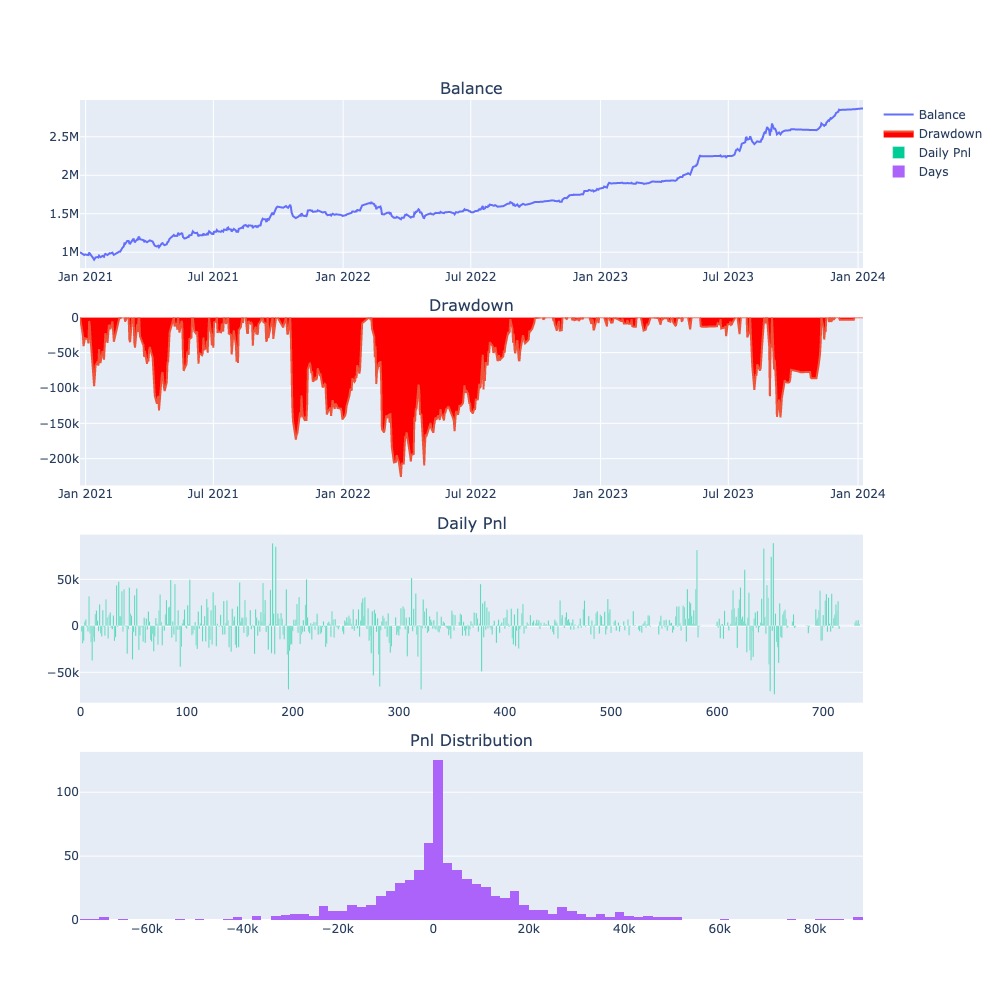 Balance
2.5M
2M
1.5M
1M
Jan 2021 Jul 2021 Jan 2022 Jul 2022 Jan 2023 Jul 2023 Jan 2024
Balance
Drawdown
Daily Pnl
Days
Drawdown
0
−50k
−100k
−150k
−200k
Jan 2021 Jul 2021 Jan 2022 Jul 2022 Jan 2023 Jul 2023 Jan 2024
Daily Pnl
50k
0
−50k
0 100 200 300 400 500 600 700
Pnl Distribution
100
50
0
−60k −40k −20k 0 20k 40k 60k 80k